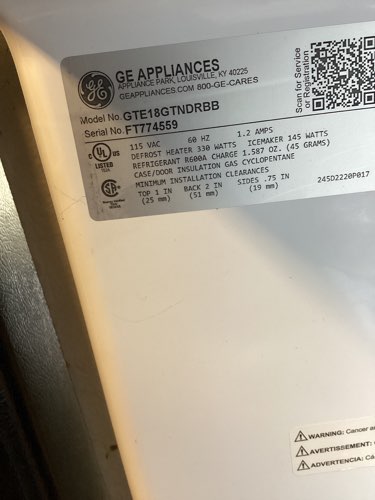 GE APPLIANCES
APPLIANCE PARK, LOUISVILLE, KY 40225
GEAPPLIANCES.COM 800-GE-CARES
Scan for Service
or Registration
Model No. GTE18GTNDRBB
Serial No. FT774559
115 VAC 60 HZ 1.2 AMPS
DEFROST HEATER 330 WATTS ICEMAKER 145 WATTS
REFRIGERANT R600A CHARGE 1.587 OZ. (45 GRAMS)
CASE/DOOR INSULATION GAS CYCLOPENTANE
MINIMUM INSTALLATION CLEARANCES
TOP 1 IN BACK 2 IN SIDES .75 IN
(25 mm) (51 mm) (19 mm)
245D2220P017
c UL US
LISTED
WARNING: Cancer
AVERTISSEMENT:
ADVERTENCIA: